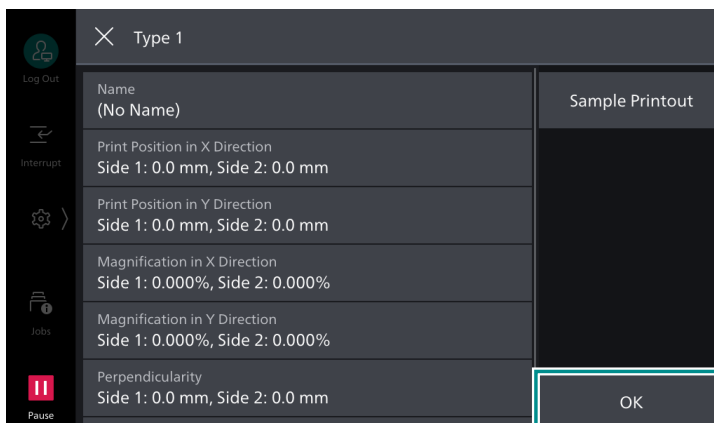 Type 1
Log Out
Name
(No Name)
Sample Printout
Interrupt
Print Position in X Direction
Side 1: 0.0 mm, Side 2: 0.0 mm
Print Position in Y Direction
Side 1: 0.0 mm, Side 2: 0.0 mm
Magnification in X Direction
Side 1: 0.000%, Side 2: 0.000%
Jobs
Magnification in Y Direction
Side 1: 0.000%, Side 2: 0.000%
Perpendicularity
Side 1: 0.0 mm, Side 2: 0.0 mm
Pause
OK